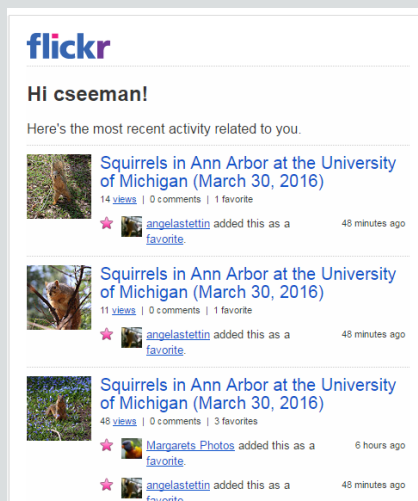 flickr
Hi cseeman!
Here's the most recent activity related to you.
Squirrels in Ann Arbor at the University
of Michigan (March 30, 2016)
14 views | 0 comments | 1 favorite
angelastettin added this as a
favorite.
48 minutes ago
Squirrels in Ann Arbor at the University
of Michigan (March 30, 2016)
11 views | 0 comments | 1 favorite
angelastettin added this as a
favorite.
48 minutes ago
Squirrels in Ann Arbor at the University
of Michigan (March 30, 2016)
48 views | 0 comments | 3 favorites
Margarets Photos added this as a
favorite.
6 hours ago
angelastettin added this as a
favorite
48 minutes ago